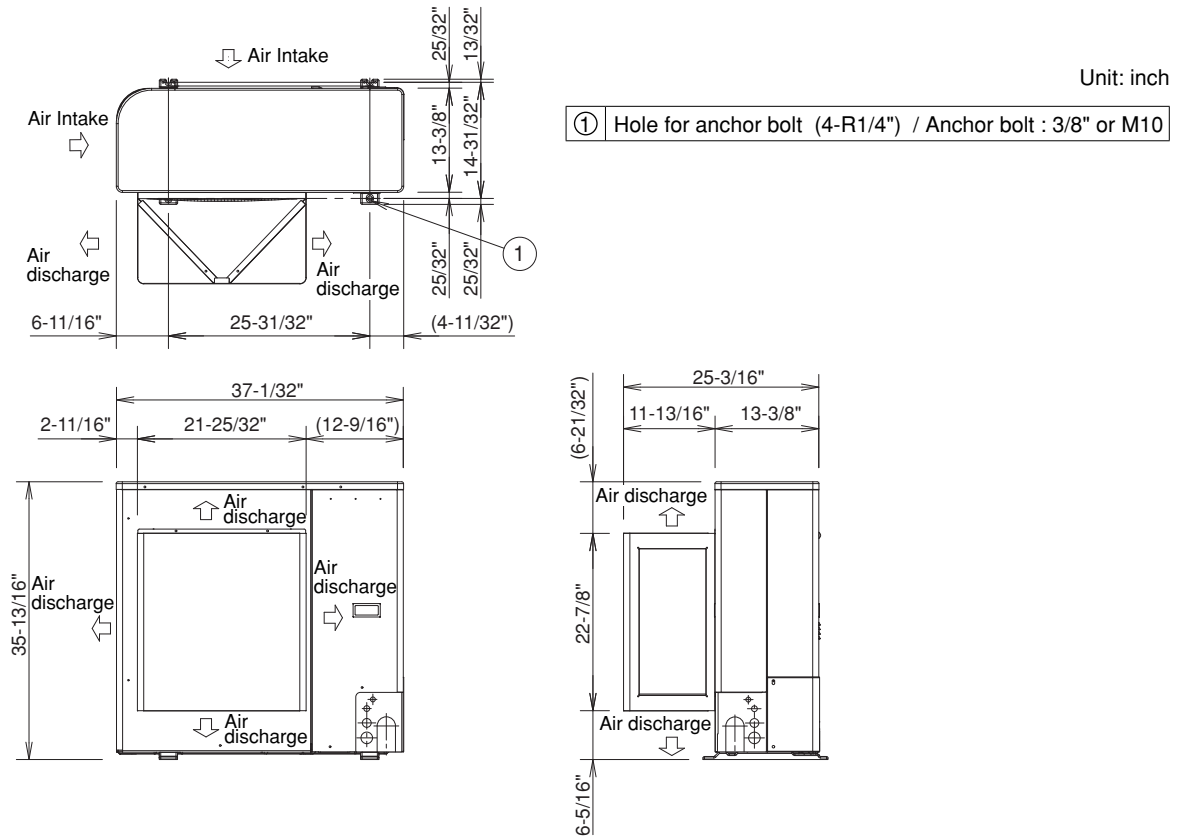 25/32"
13/32"
Air Intake
Unit: inch
① Hole for anchor bolt (4-R1/4") / Anchor bolt : 3/8" or M10
Air Intake
13-3/8"
14-31/32"
1
Air
discharge
Air
discharge
25/32"
25/32"
6-11/16"
25-31/32"
(4-11/32")
37-1/32"
2-11/16"
21-25/32"
(12-9/16")
35-13/16"
Air
discharge
Air
discharge
Air
discharge
Air
discharge
25-3/16"
(6-21/32")
11-13/16"
13-3/8"
Air discharge
22-7/8"
Air discharge
6-5/16"